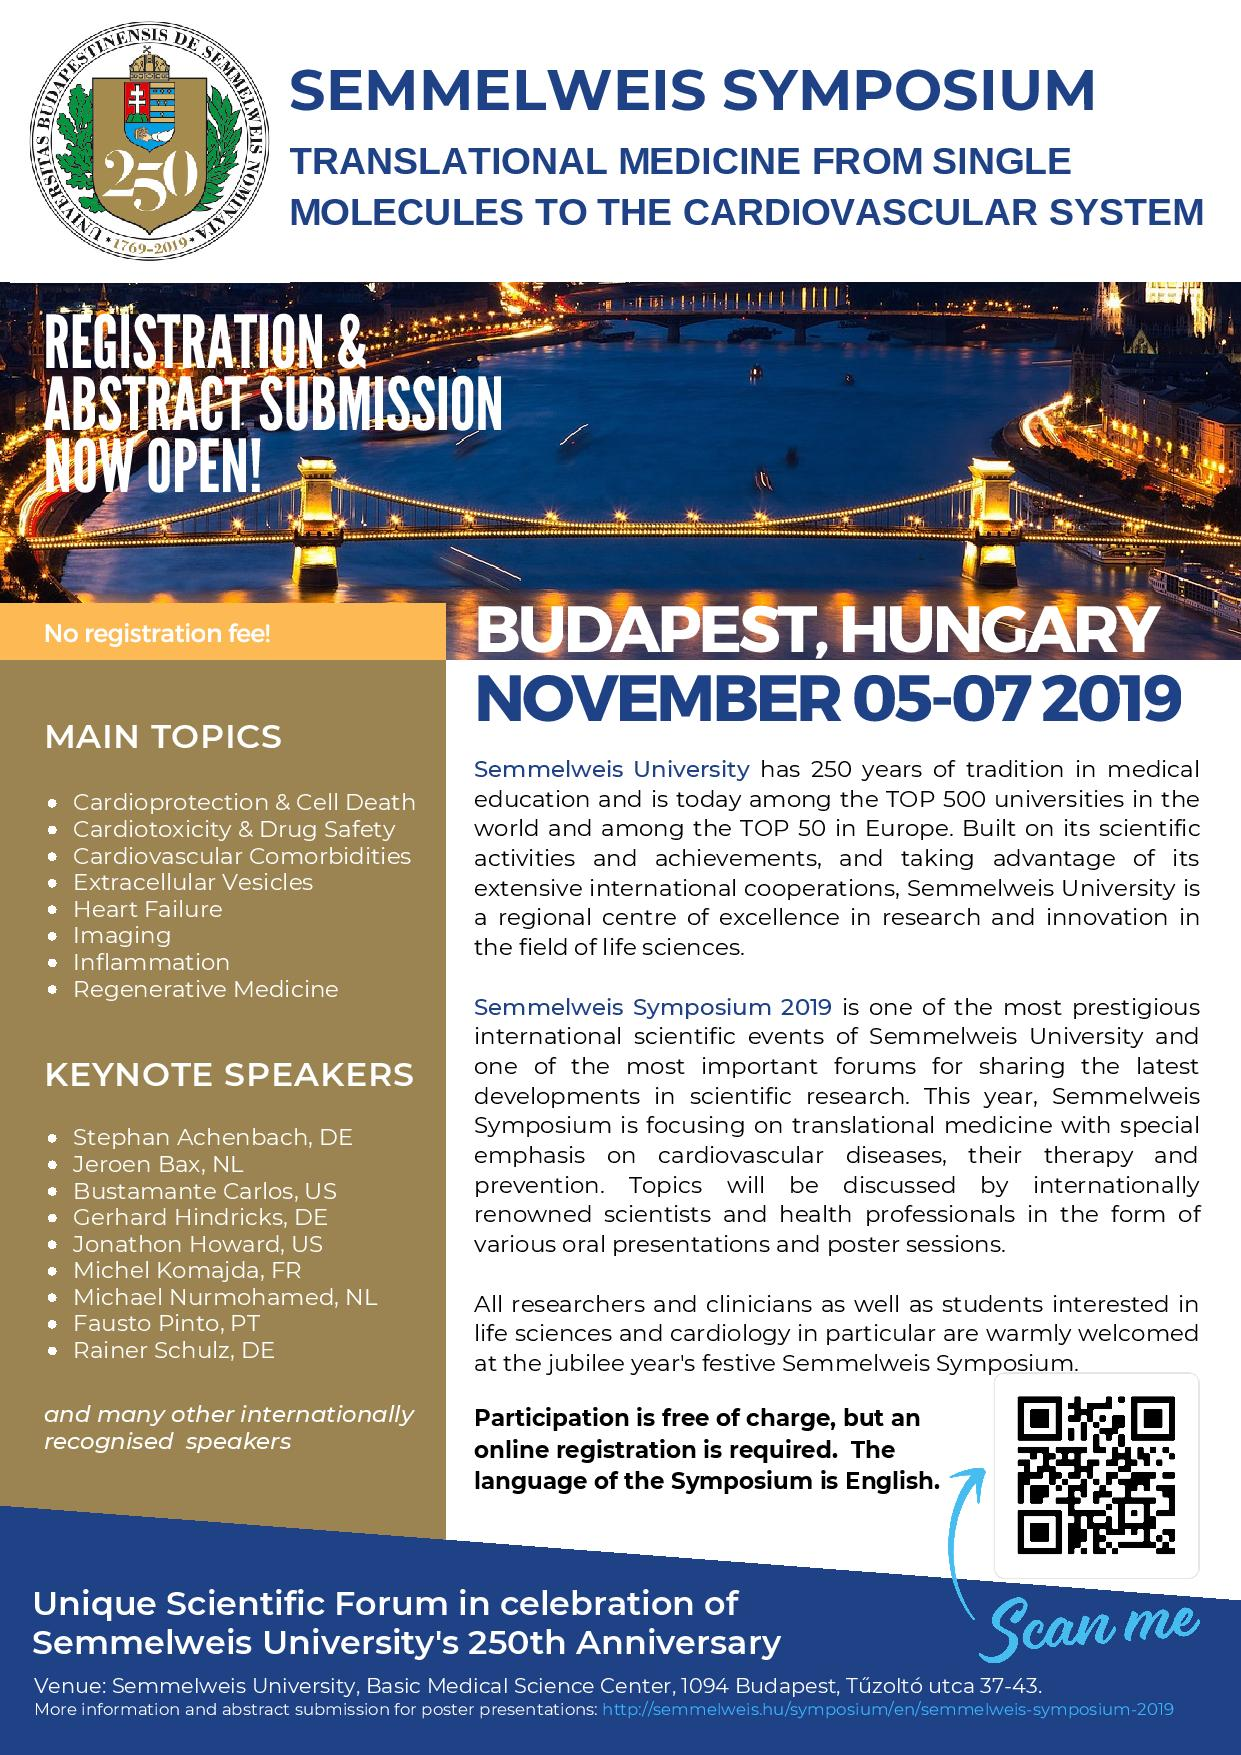 UNIVERSITAS BUDAPESTINENSIS DE SEMMELWEIS NOMINATA
250
•1769-2019•
SEMMELWEIS SYMPOSIUM
TRANSLATIONAL MEDICINE FROM SINGLE
MOLECULES TO THE CARDIOVASCULAR SYSTEM
REGISTRATION &
ABSTRACT SUBMISSION
NOW OPEN!
No registration fee!
BUDAPEST, HUNGARY
NOVEMBER 05-07 2019
MAIN TOPICS
• Cardioprotection & Cell Death
• Cardiotoxicity & Drug Safety
• Cardiovascular Comorbidities
• Extracellular Vesicles
• Heart Failure
• Imaging
• Inflammation
• Regenerative Medicine
KEYNOTE SPEAKERS
• Stephan Achenbach, DE
• Jeroen Bax, NL
• Bustamante Carlos, US
• Gerhard Hindricks, DE
• Jonathon Howard, US
• Michel Komajda, FR
• Michael Nurmohamed, NL
• Fausto Pinto, PT
• Rainer Schulz, DE
and many other internationally
recognised speakers
Semmelweis University has 250 years of tradition in medical
education and is today among the TOP 500 universities in the
world and among the TOP 50 in Europe. Built on its scientific
activities and achievements, and taking advantage of its
extensive international cooperations, Semmelweis University is
a regional centre of excellence in research and innovation in
the field of life sciences.
Semmelweis Symposium 2019 is one of the most prestigious
international scientific events of Semmelweis University and
one of the most important forums for sharing the latest
developments in scientific research. This year, Semmelweis
Symposium is focusing on translational medicine with special
emphasis on cardiovascular diseases, their therapy and
prevention. Topics will be discussed by internationally
renowned scientists and health professionals in the form of
various oral presentations and poster sessions.
All researchers and clinicians as well as students interested in
life sciences and cardiology in particular are warmly welcomed
at the jubilee year's festive Semmelweis Symposium.
Participation is free of charge, but an
online registration is required. The
language of the Symposium is English.
Scan me
Unique Scientific Forum in celebration of
Semmelweis University's 250th Anniversary
Venue: Semmelweis University, Basic Medical Science Center, 1094 Budapest, Tűzoltó utca 37-43.
More information and abstract submission for poster presentations: http://semmelweis.hu/symposium/en/semmelweis-symposium-2019